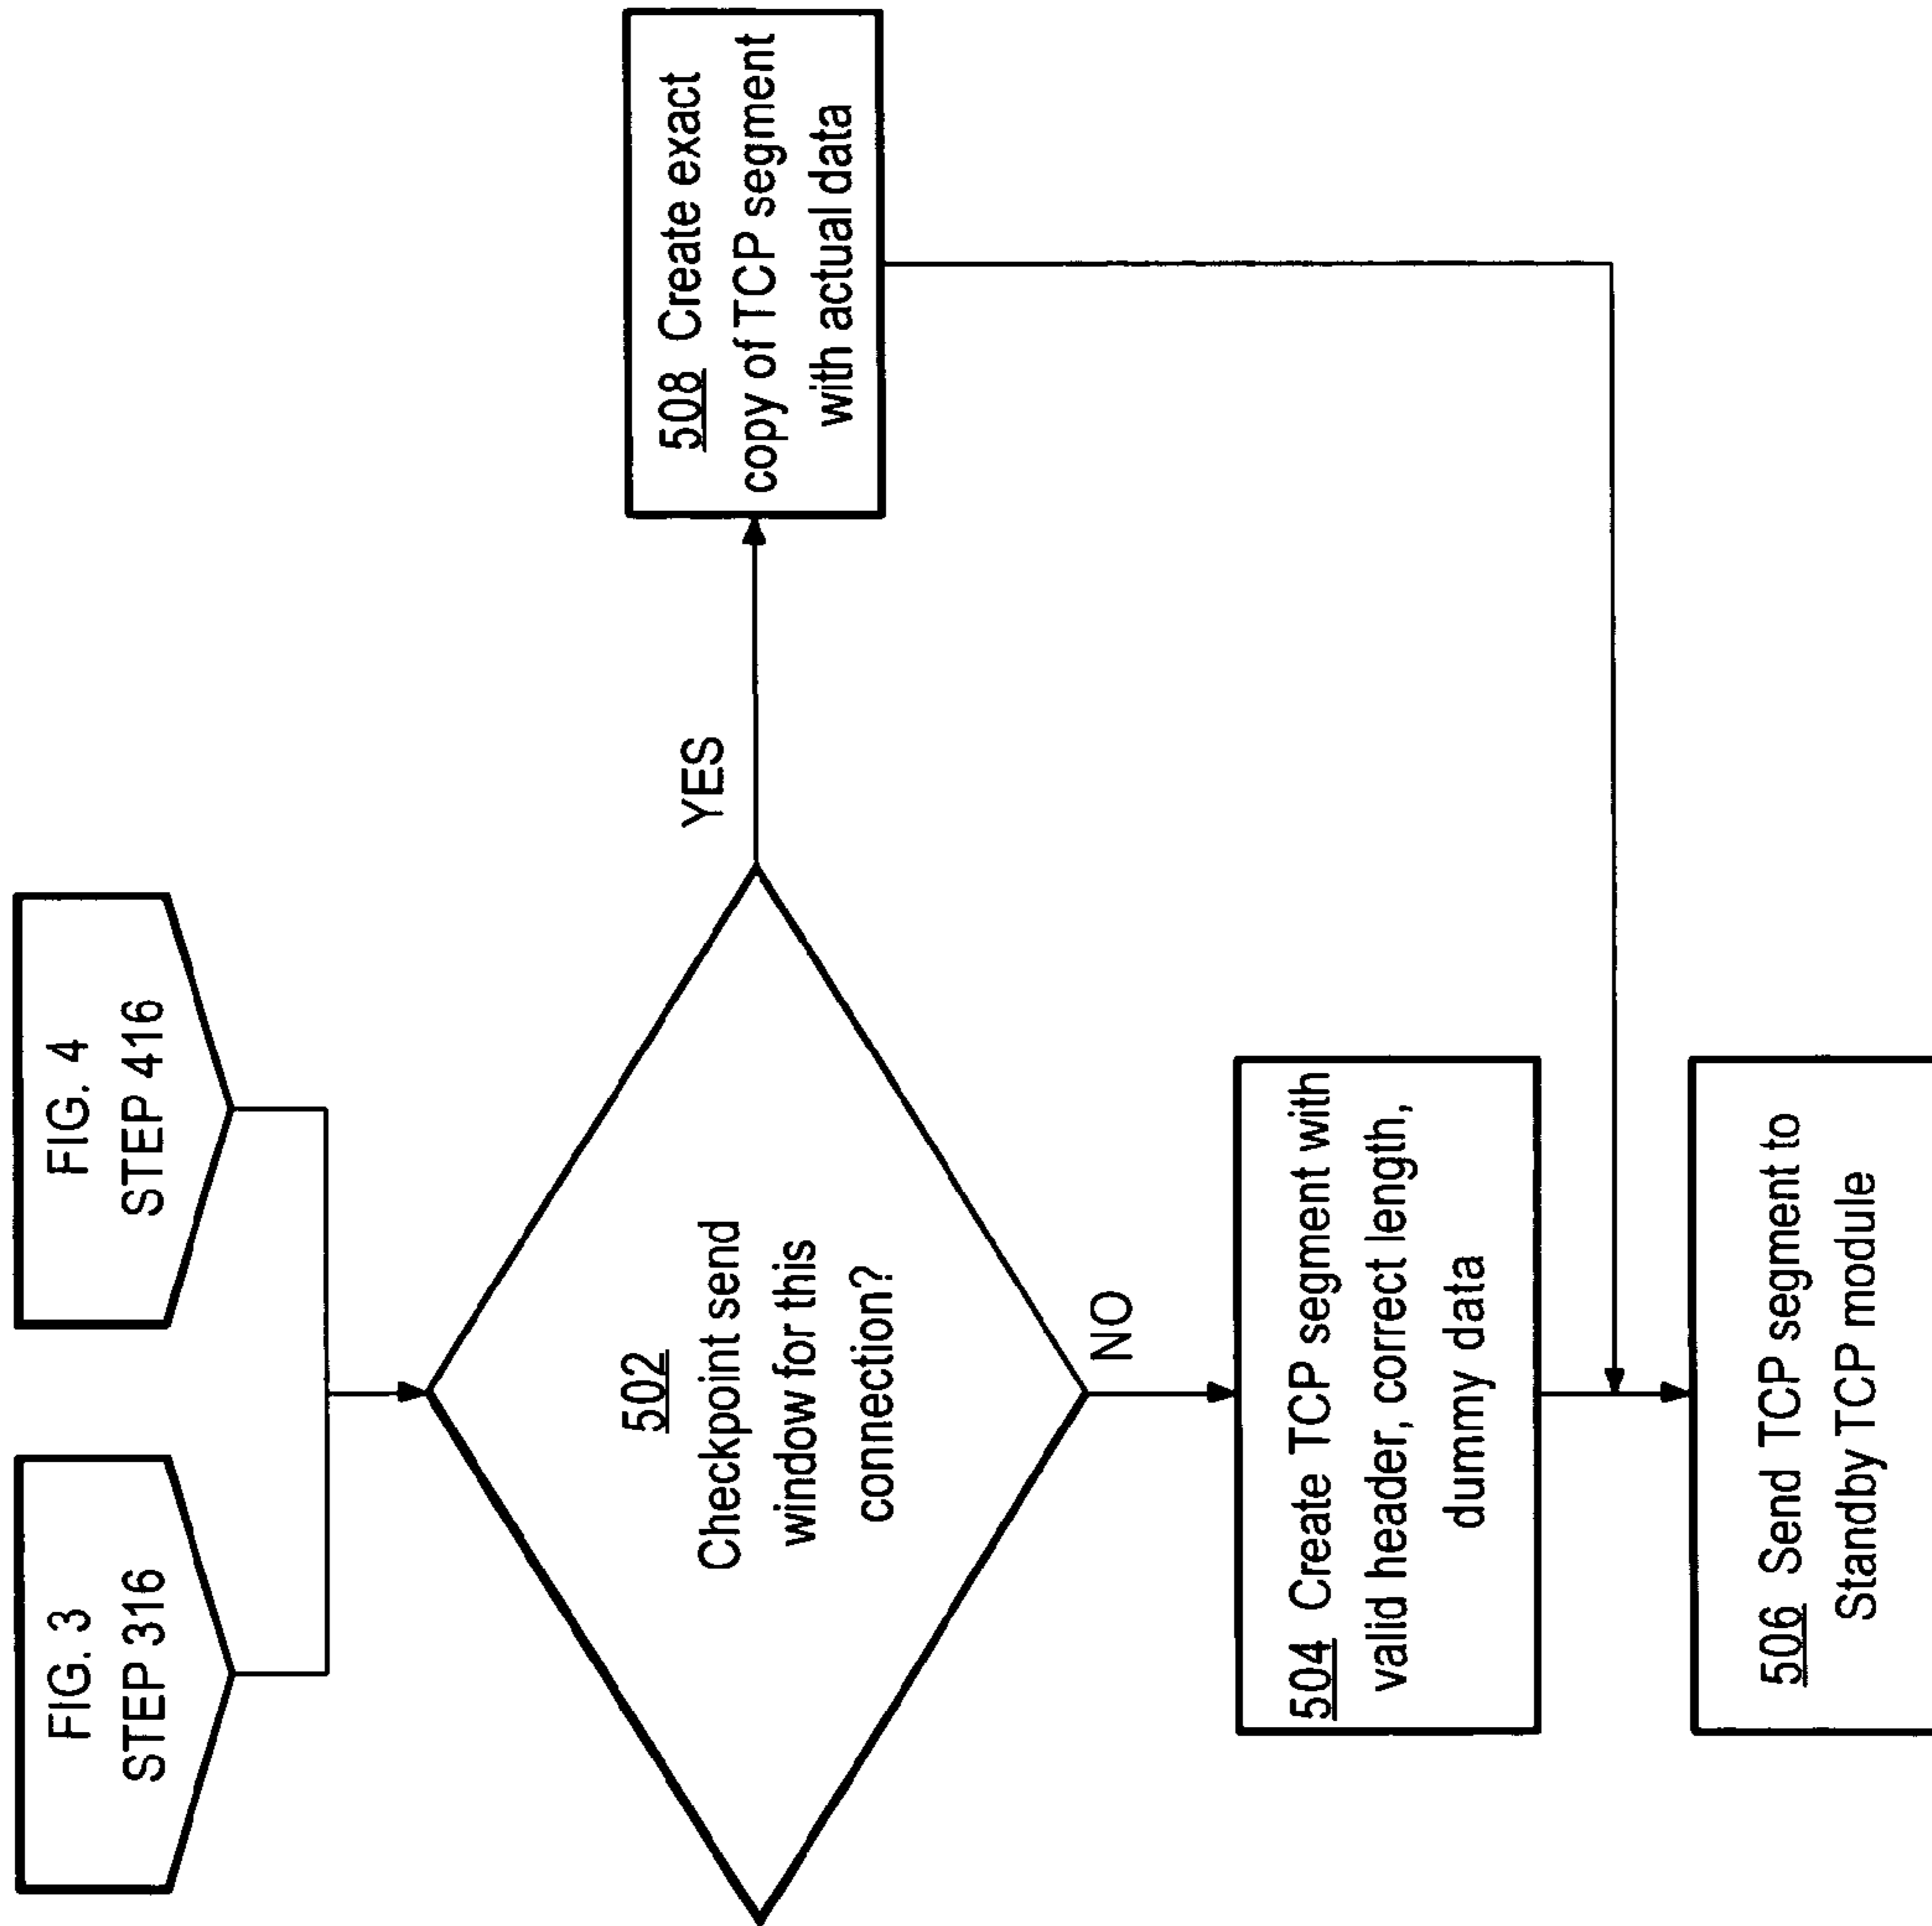 FIG. 3
STEP 316
FIG. 4
STEP 416
502
Checkpoint send
window for this
connection?
YES
508 Create exact
copy of TCP segment
with actual data
NO
504 Create TCP segment with
valid header, correct length,
dummy data
506 Send TCP segment to
Standby TCP module